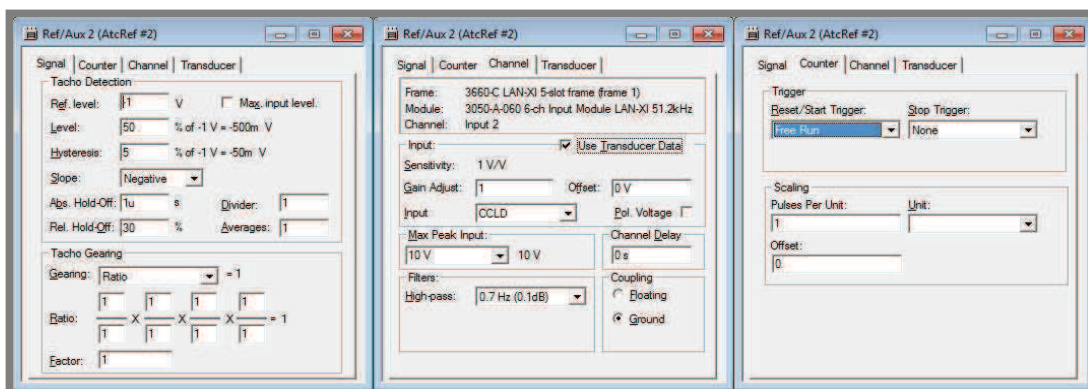 Ref/Aux 2 (AtcRef #2)
Signal Counter Channel Transducer
Tacho Detection
Ref. level: -1 V Max. input level.
Level: 50 % of -1 V = -500m V
Hysteresis: 5 % of -1 V = -50m V
Slope: Negative
Abs. Hold-Off: 1u s Divider: 1
Rel. Hold-Off: 30 % Averages: 1
Tacho Gearing
Gearing: Ratio = 1
1 1 1 1
Ratio: X X X = 1
1 1 1 1
Factor: 1
Ref/Aux 2 (AtcRef #2)
Signal Counter Channel Transducer
Frame: 3660-C LAN-XI 5-slot frame (frame 1)
Module: 3050-A-060 6-ch Input Module LAN-XI 51.2kHz
Channel: Input 2
Input: Use Transducer Data
Sensitivity: 1 V/V
Gain Adjust: 1 Offset: 0 V
Input CCLD Pol. Voltage
Max Peak Input: Channel Delay
10 V 10 V 0 s
Filters: Coupling
High-pass: 0.7 Hz (0.1dB) Floating
Ground
Ref/Aux 2 (AtcRef #2)
Signal Counter Channel Transducer
Trigger
Reset/Start Trigger: Stop Trigger:
Free Run None
Scaling
Pulses Per Unit: Unit:
1
Offset:
0